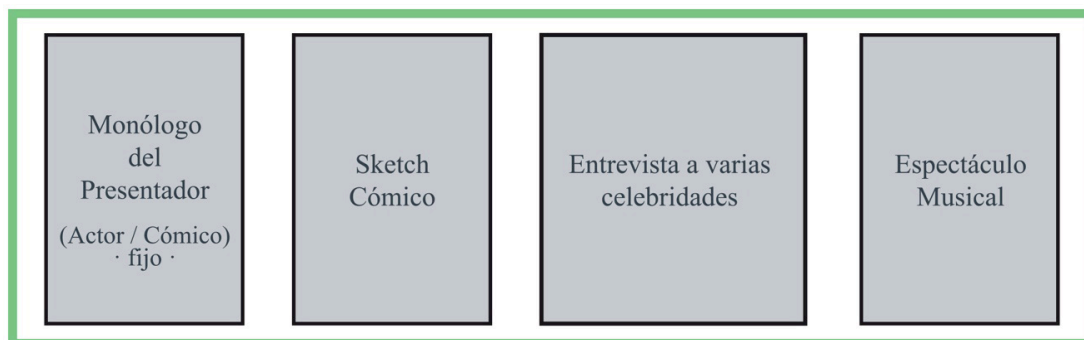 Monólogo
del
Presentador
(Actor / Cómico)
· fijo ·
Sketch
Cómico
Entrevista a varias
celebridades
Espectáculo
Musical